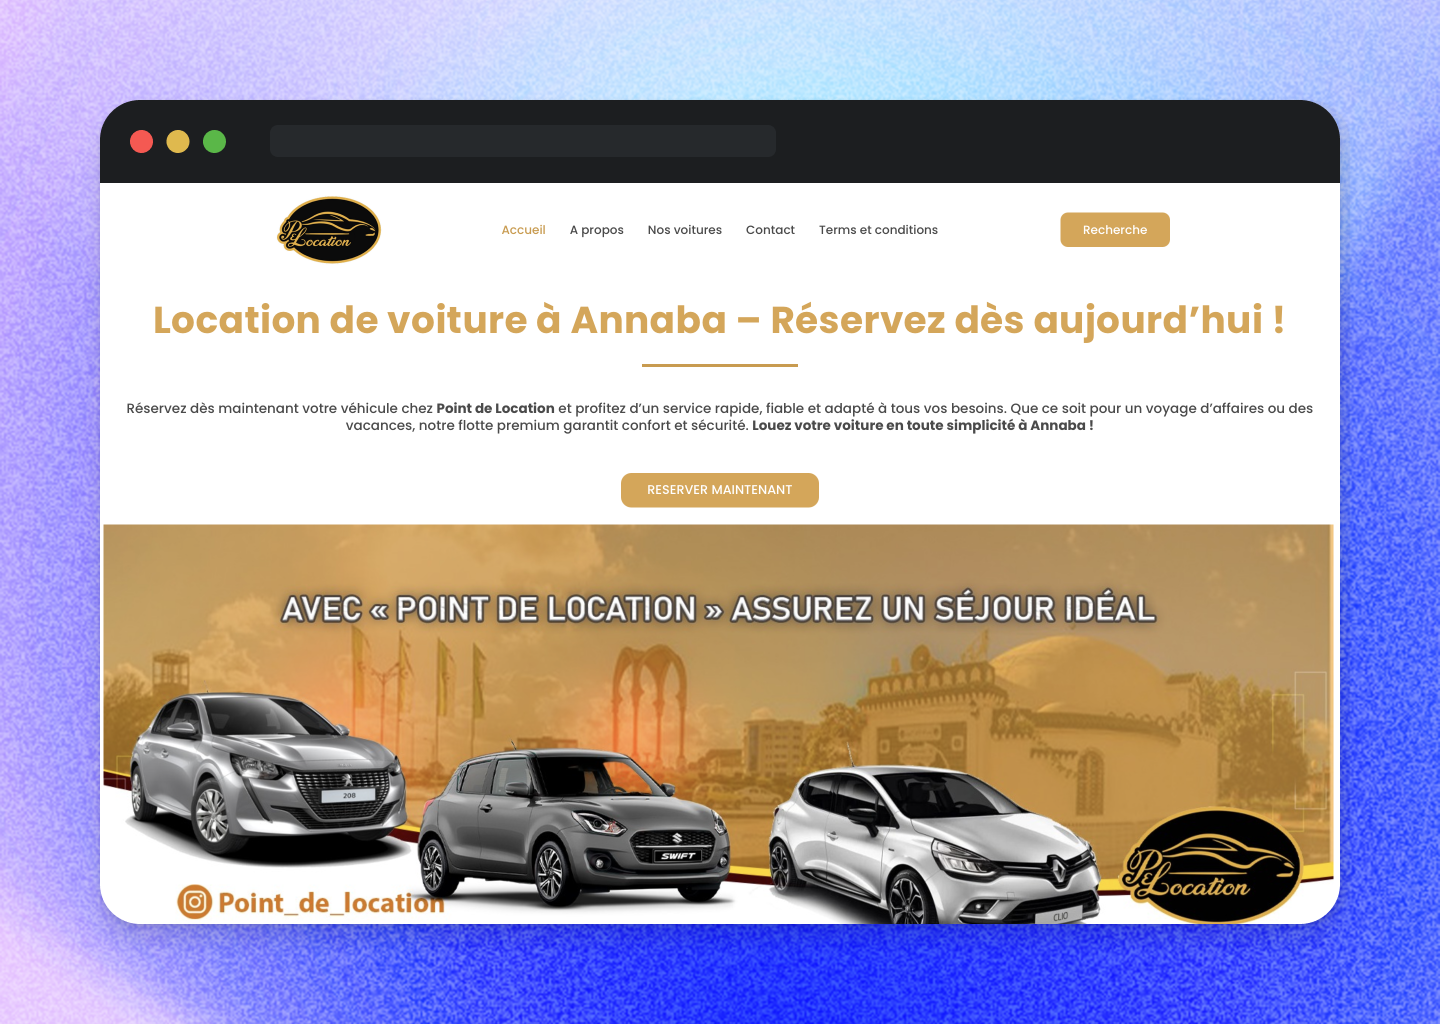 P&Location
Accueil
A propos
Nos voitures
Contact
Terms et conditions
Recherche
Location de voiture à Annaba – Réservez dès aujourd’hui !
Réservez dès maintenant votre véhicule chez Point de Location et profitez d’un service rapide, fiable et adapté à tous vos besoins. Que ce soit pour un voyage d’affaires ou des
vacances, notre flotte premium garantit confort et sécurité. Louez votre voiture en toute simplicité à Annaba !
RESERVER MAINTENANT
AVEC « POINT DE LOCATION » ASSUREZ UN SÉJOUR IDÉAL
208
SWIFT
CLIO
P&Location
Point_de_location